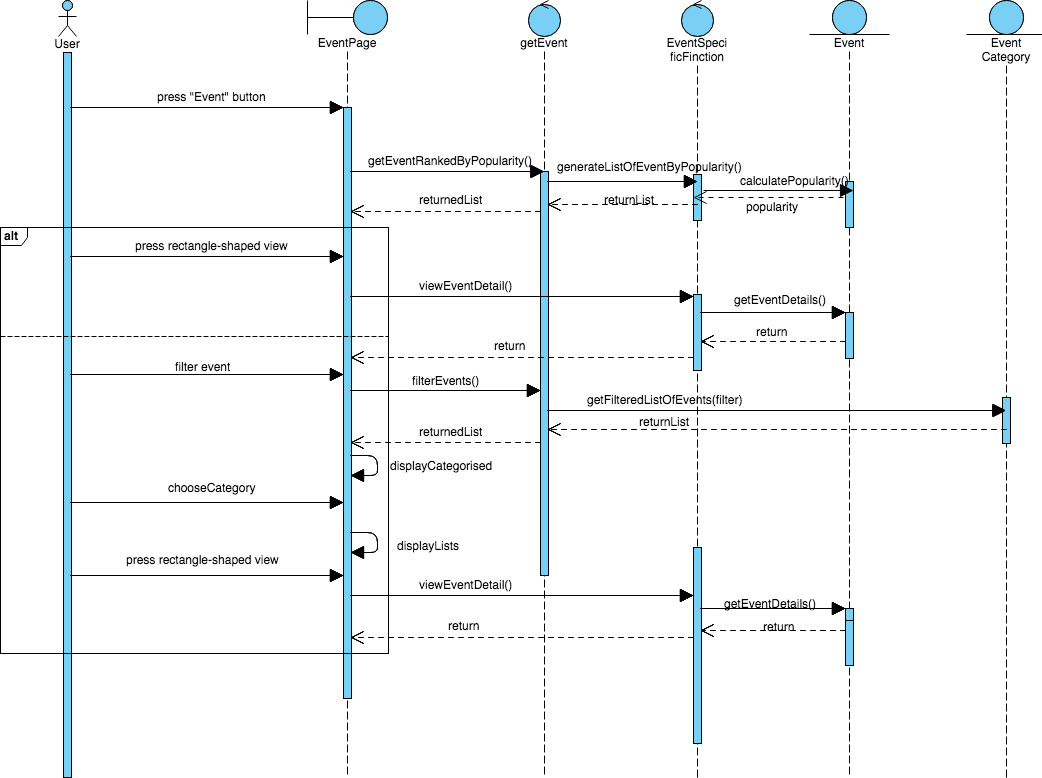 User
EventPage
getEvent
EventSpeci
ficFinction
Event
Event
Category
press "Event" button
getEventRankedByPopularity()
generateListOfEventByPopularity()
calculatePopularity()
returnedList
returnList
popularity
alt
press rectangle-shaped view
viewEventDetail()
getEventDetails()
return
return
filter event
filterEvents()
getFilteredListOfEvents(filter)
returnList
returnedList
displayCategorised
chooseCategory
displayLists
press rectangle-shaped view
viewEventDetail()
getEventDetails()
return
return